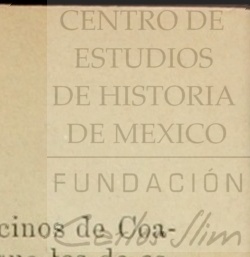 CENTRO DE
ESTUDIOS
DE HISTORIA
DE MEXICO
FUNDACIÓN
Carlos Slim
cinos de Coa-